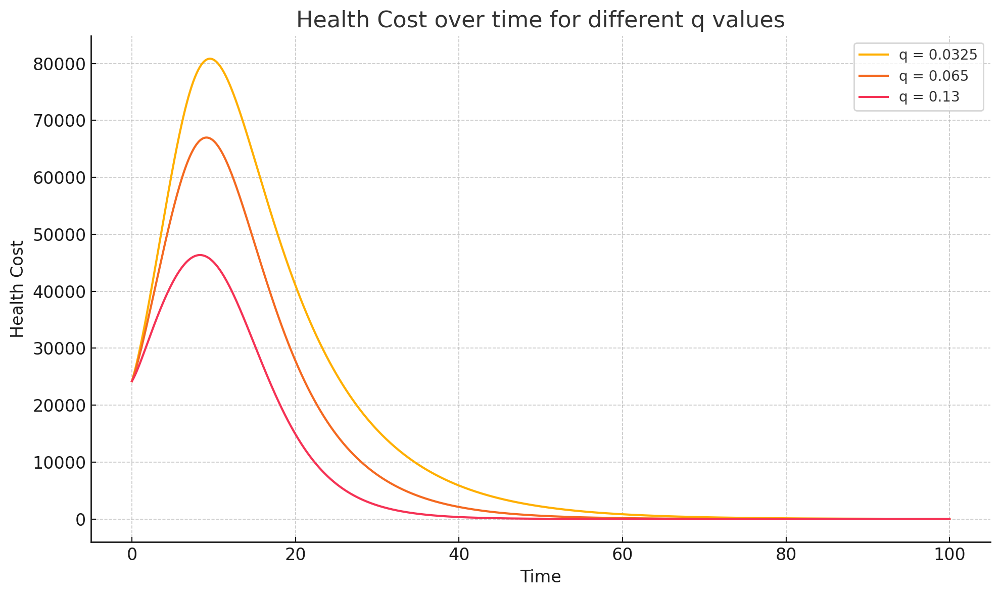 Health Cost over time for different q values
q = 0.0325
q = 0.065
q = 0.13
Health Cost
80000
70000
60000
50000
40000
30000
20000
10000
0
0 20 40 60 80 100
Time